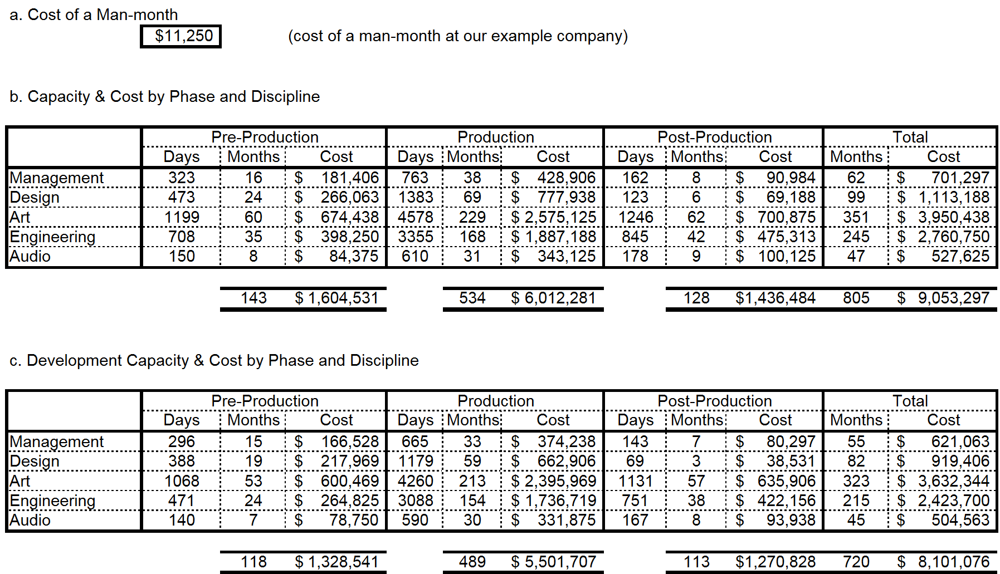 a. Cost of a Man-month
$11,250 (cost of a man-month at our example company)
b. Capacity & Cost by Phase and Discipline
Pre-Production Production Post-Production Total
Days Months Cost Days Months Cost Days Months Cost Months Cost
Management 323 16 $ 181,406 763 38 $ 428,906 162 8 $ 90,984 62 $ 701,297
Design 473 24 $ 266,063 1383 69 $ 777,938 123 6 $ 69,188 99 $ 1,113,188
Art 1199 60 $ 674,438 4578 229 $ 2,575,125 1246 62 $ 700,875 351 $ 3,950,438
Engineering 708 35 $ 398,250 3355 168 $ 1,887,188 845 42 $ 475,313 245 $ 2,760,750
Audio 150 8 $ 84,375 610 31 $ 343,125 178 9 $ 100,125 47 $ 527,625
143 $ 1,604,531 534 $ 6,012,281 128 $1,436,484 805 $ 9,053,297
c. Development Capacity & Cost by Phase and Discipline
Pre-Production Production Post-Production Total
Days Months Cost Days Months Cost Days Months Cost Months Cost
Management 296 15 $ 166,528 665 33 $ 374,238 143 7 $ 80,297 55 $ 621,063
Design 388 19 $ 217,969 1179 59 $ 662,906 69 3 $ 38,531 82 $ 919,406
Art 1068 53 $ 600,469 4260 213 $ 2,395,969 1131 57 $ 635,906 323 $ 3,632,344
Engineering 471 24 $ 264,825 3088 154 $ 1,736,719 751 38 $ 422,156 215 $ 2,423,700
Audio 140 7 $ 78,750 590 30 $ 331,875 167 8 $ 93,938 45 $ 504,563
118 $ 1,328,541 489 $ 5,501,707 113 $1,270,828 720 $ 8,101,076